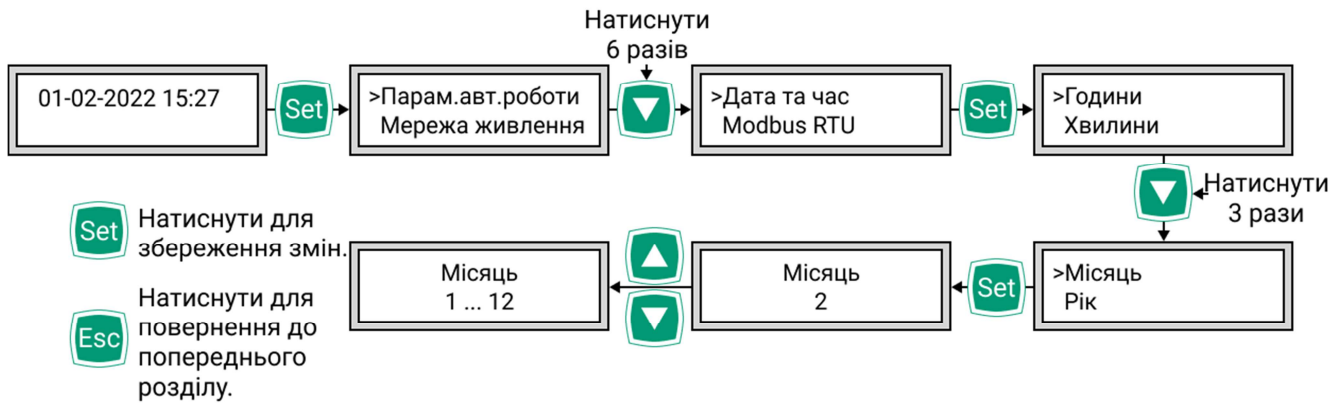 Натиснути
6 разів
01-02-2022 15:27
Set
>Парам.авт.роботи
Мережа живлення
>Дата та час
Modbus RTU
Set
>Години
Хвилини
Натиснути
3 рази
>Місяць
Рік
Set
Місяць
2
Місяць
1 ... 12
Set
Натиснути для
збереження змін.
Esc
Натиснути для
повернення до
попереднього
розділу.